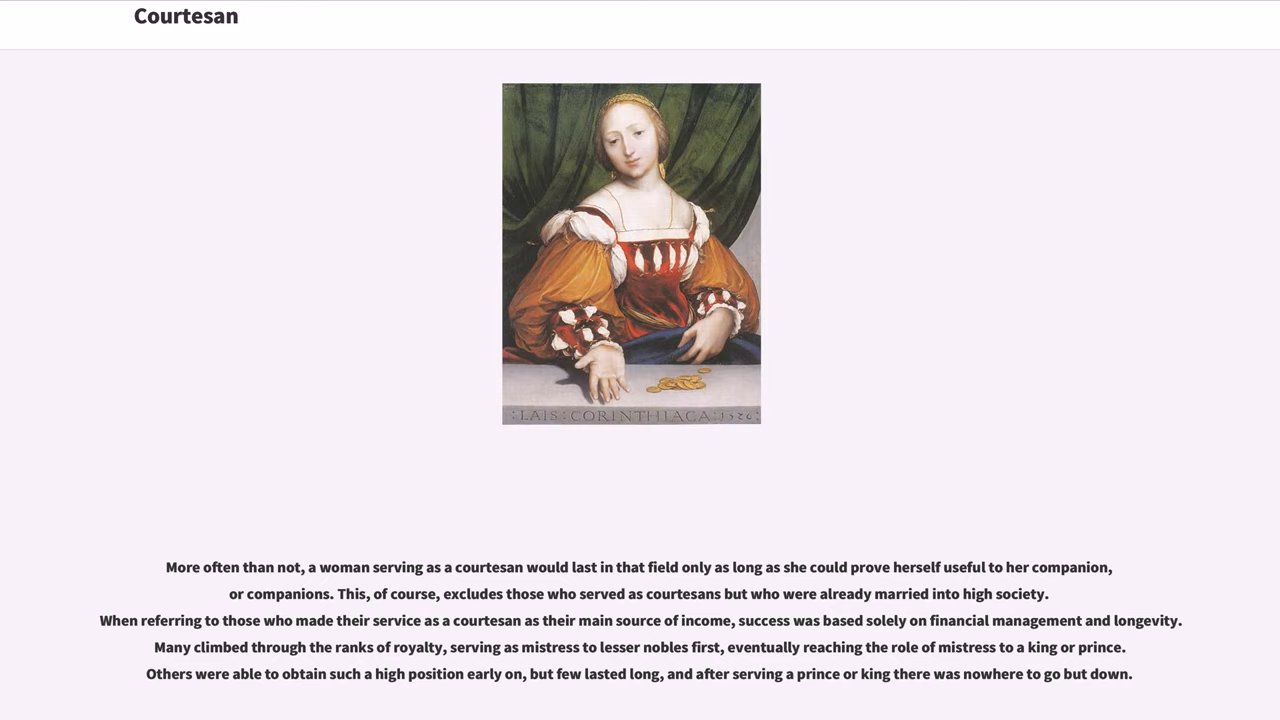 Courtesan
:LAIS:CORINTHIACA:1526:
More often than not, a woman serving as a courtesan would last in that field only as long as she could prove herself useful to her companion,
or companions. This, of course, excludes those who served as courtesans but who were already married into high society.
When referring to those who made their service as a courtesan as their main source of income, success was based solely on financial management and longevity.
Many climbed through the ranks of royalty, serving as mistress to lesser nobles first, eventually reaching the role of mistress to a king or prince.
Others were able to obtain such a high position early on, but few lasted long, and after serving a prince or king there was nowhere to go but down.